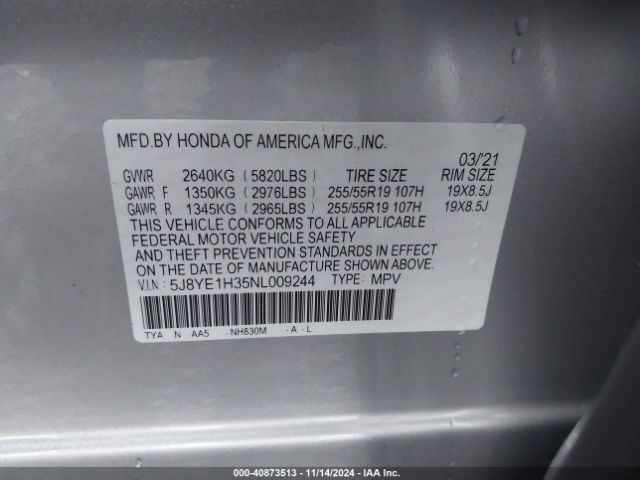 MFD.BY HONDA OF AMERICA MFG.,INC.
03/'21
GVWR 2640KG (5820LBS) TIRE SIZE RIM SIZE
GAWR F 1350KG (2976LBS) 255/55R19 107H 19X8.5J
GAWR R 1345KG (2965LBS) 255/55R19 107H 19X8.5J
THIS VEHICLE CONFORMS TO ALL APPLICABLE
FEDERAL MOTOR VEHICLE SAFETY
AND THEFT PREVENTION STANDARDS IN EFFECT
ON THE DATE OF MANUFACTURE SHOWN ABOVE.
V.I.N: 5J8YE1H35NL009244 TYPE: MPV
TYA N AA5 -NH830M -A -L
000-40873513 - 11/14/2024 - IAA Inc.